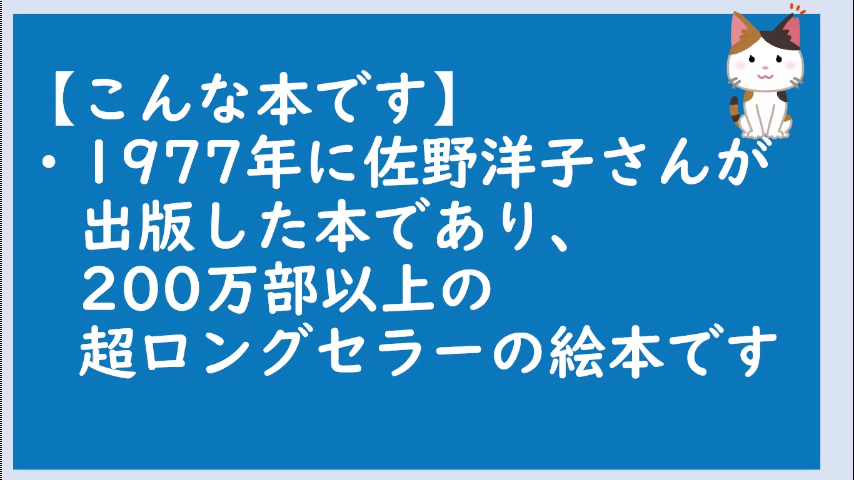 【こんな本です】
・1977年に佐野洋子さんが
出版した本であり、
200万部以上の
超ロングセラーの絵本です